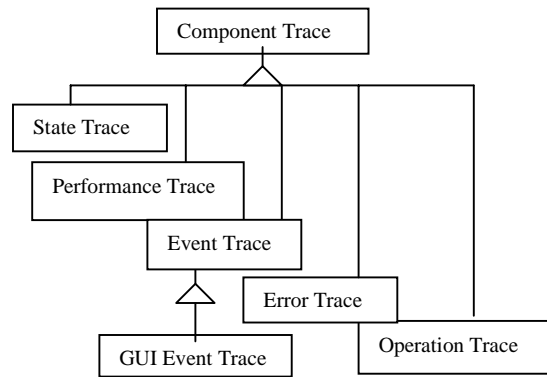 Component Trace
State Trace
Performance Trace
Event Trace
Error Trace
Operation Trace
GUI Event Trace